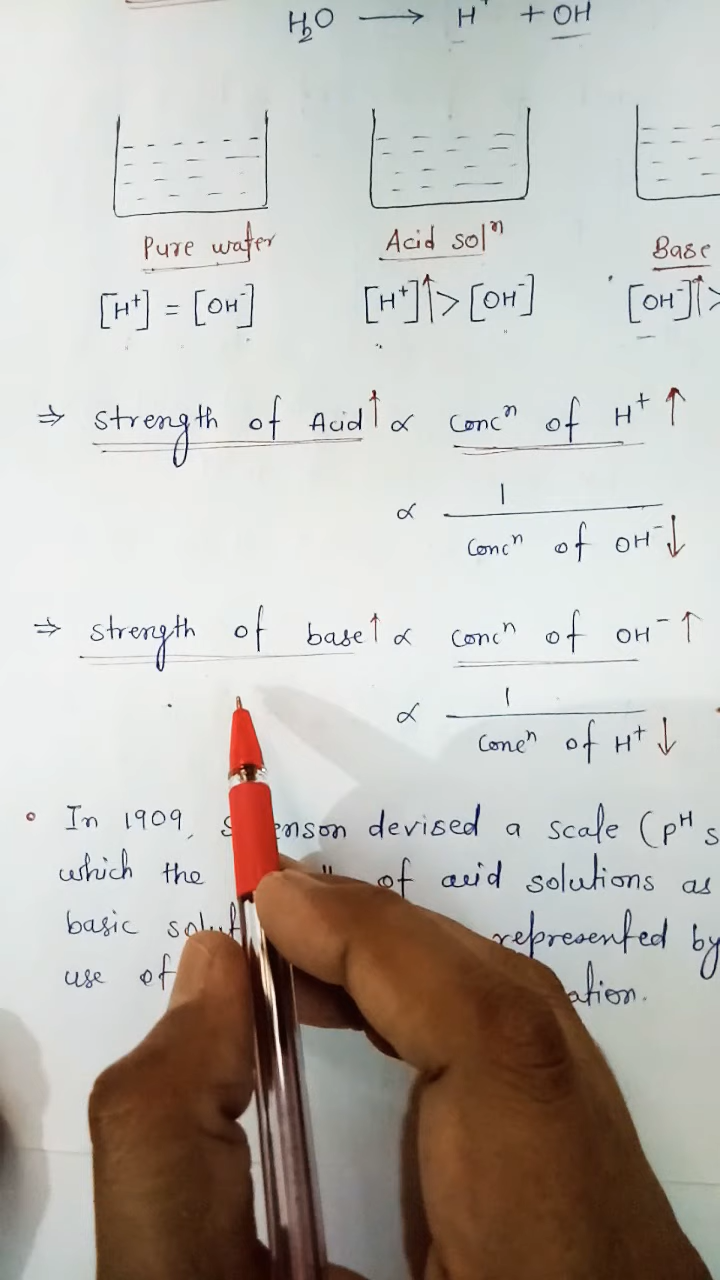 H₂O ⟶ H⁺ + OH
Pure water Acid solⁿ Base
[H⁺] = [OH⁻] [H⁺]↑ > [OH⁻] [OH⁻]↑ >
⇒ strength of Acid ↑ ∝ concⁿ of H⁺ ↑
∝ 1
concⁿ of OH⁻ ↓
⇒ strength of base ↑ ∝ concⁿ of OH⁻ ↑
∝ 1
concⁿ of H⁺ ↓
• In 1909, devised a scale (pᴴ
which the of acid solutions as
basic represented by
use of